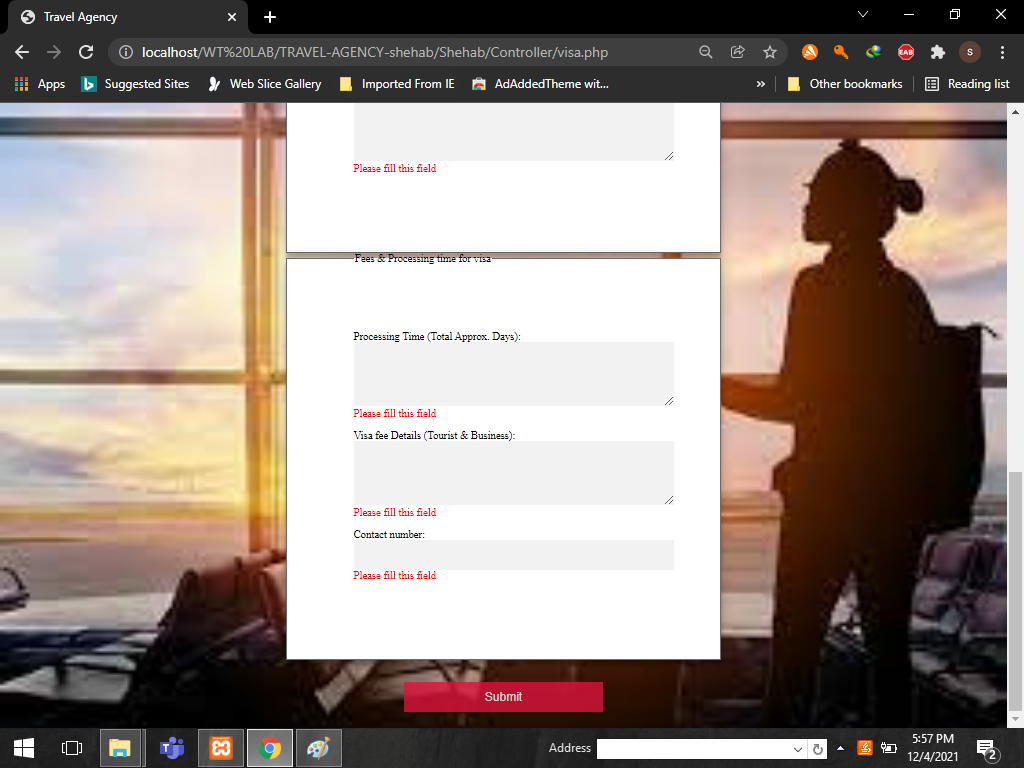 Travel Agency
localhost/WT%20LAB/TRAVEL-AGENCY-shehab/Shehab/Controller/visa.php
EAB
S
Apps
Suggested Sites
Web Slice Gallery
Imported From IE
AdAddedTheme wit...
»
Other bookmarks
Reading list
Please fill this field
Fees & Processing time for visa
Processing Time (Total Approx. Days):
Please fill this field
Visa fee Details (Tourist & Business):
Please fill this field
Contact number:
Please fill this field
Submit
Address
5:57 PM
12/4/2021
2